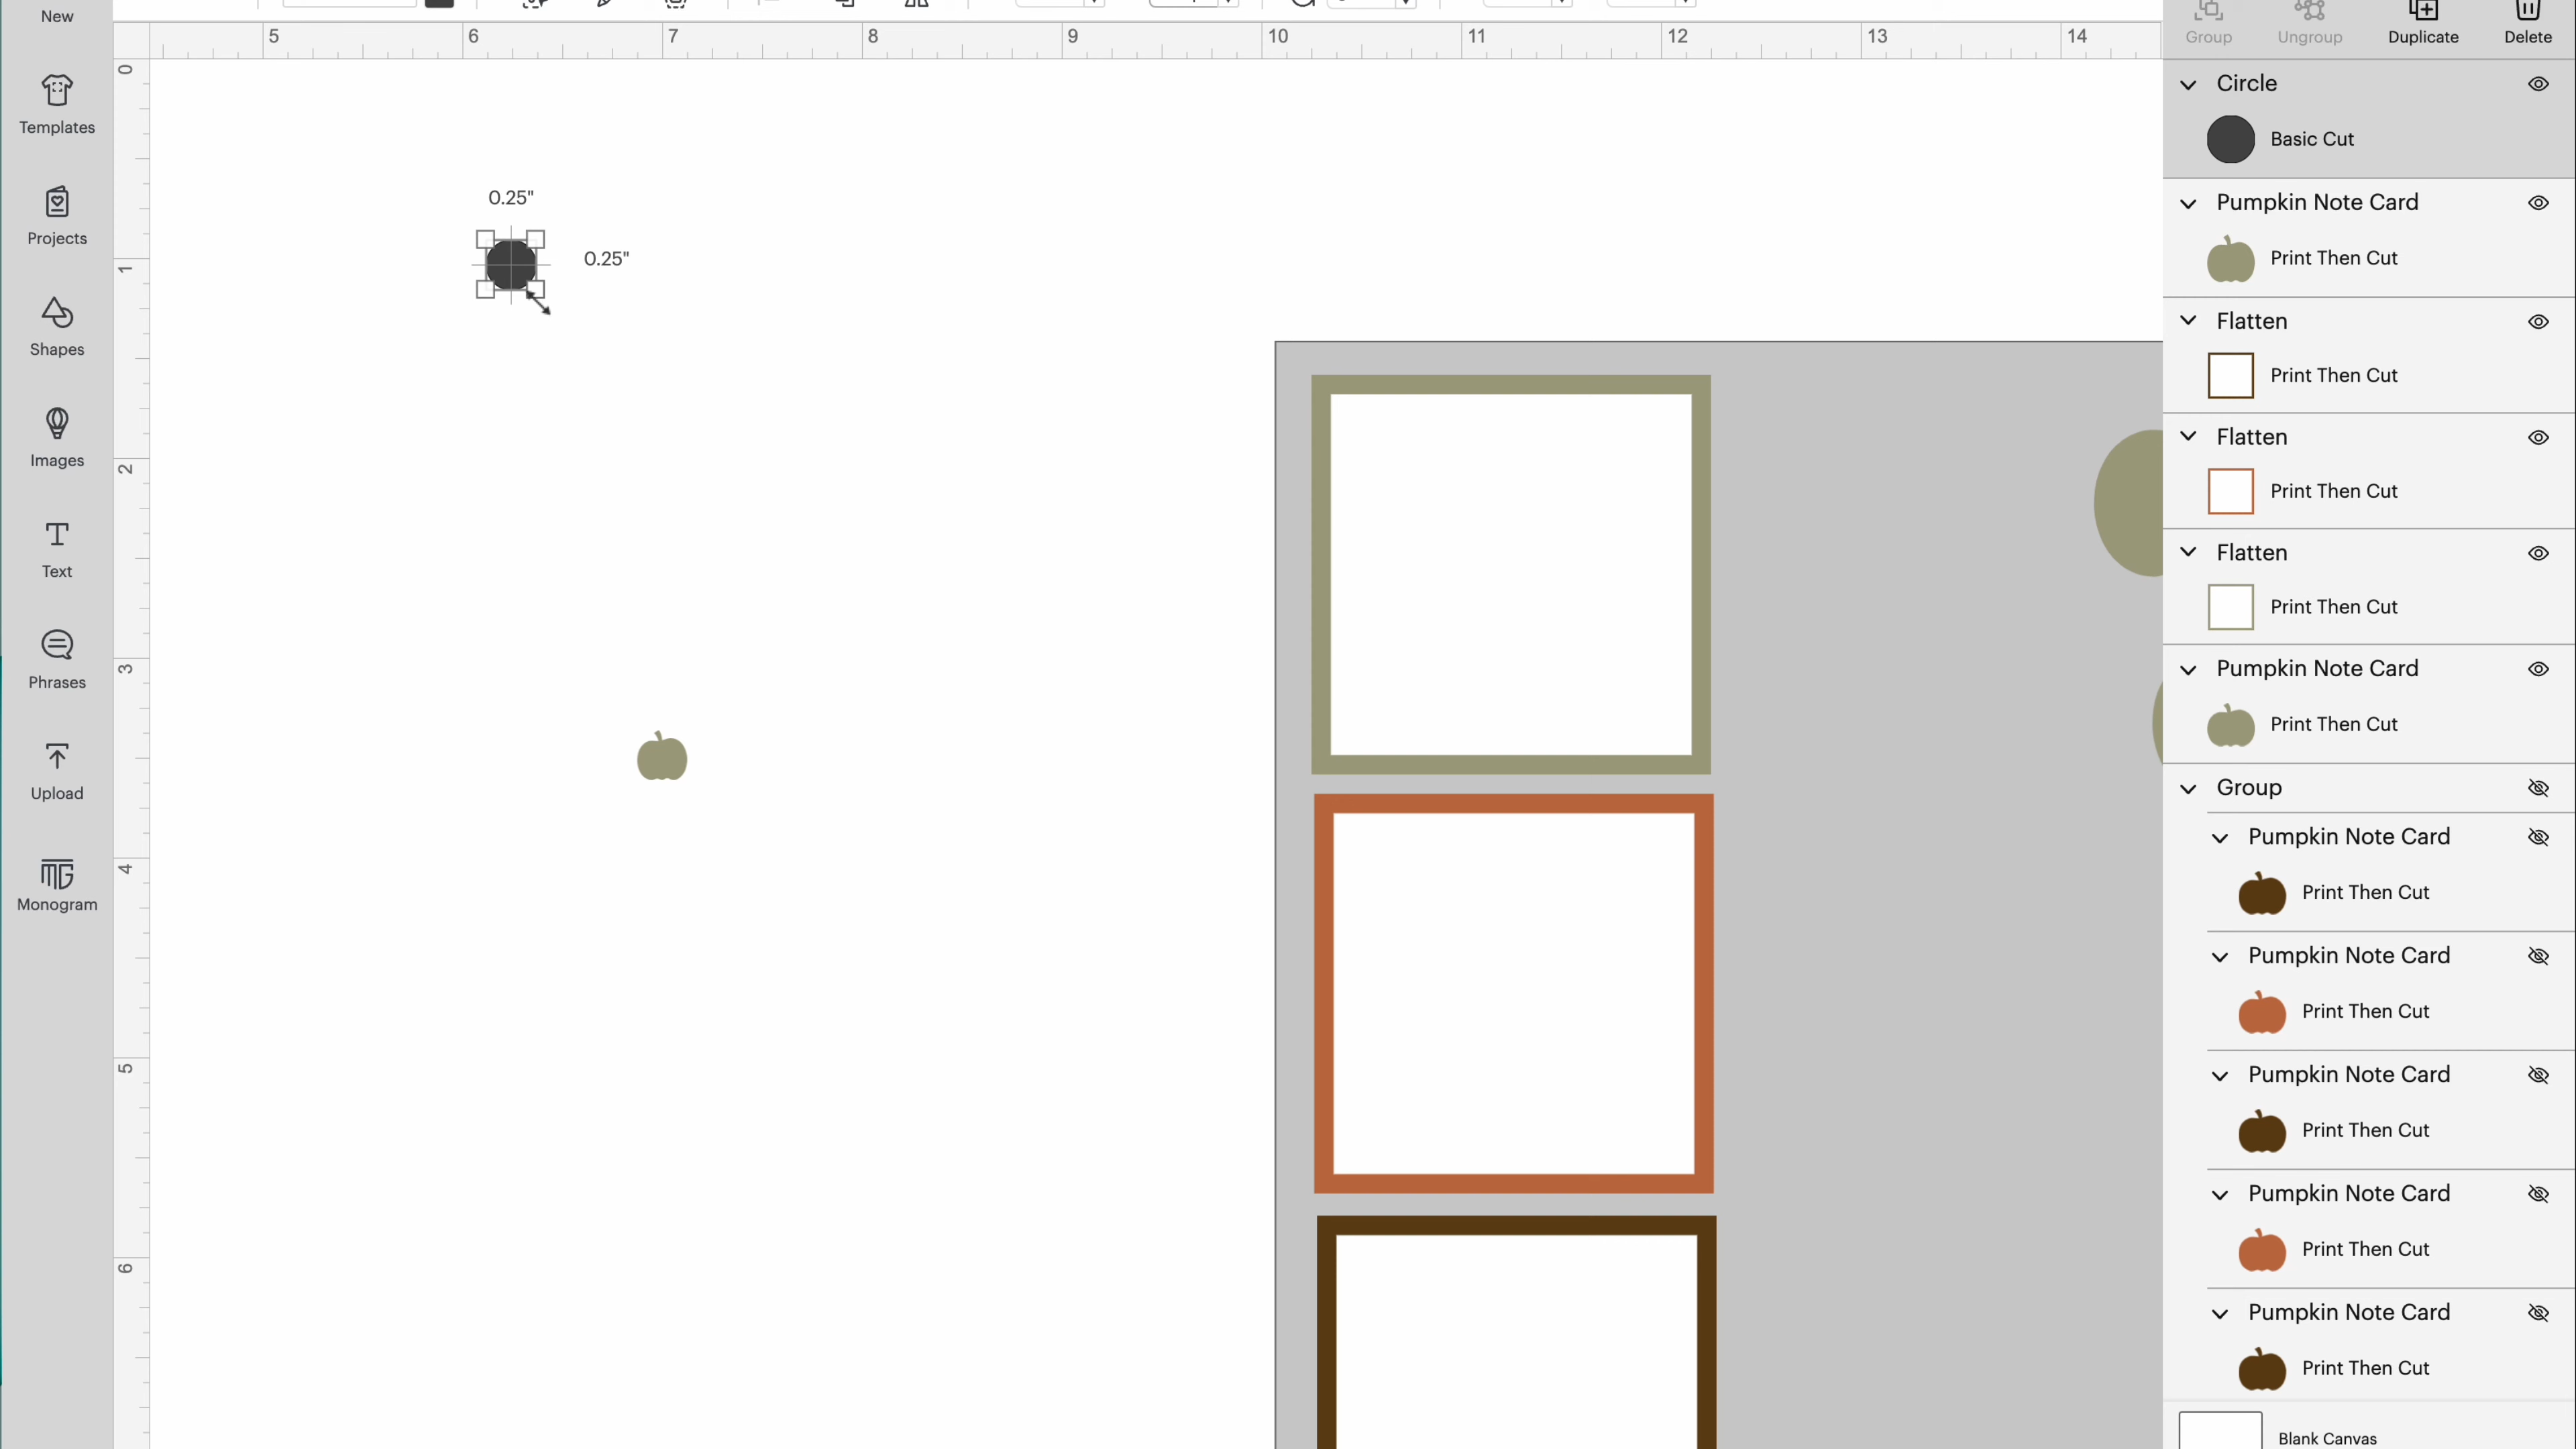 New
Templates
Projects
Shapes
Images
Text
Phrases
Upload
Monogram
5 6 7 8 9 10 11 12 13 14
0
1
2
3
4
5
6
0.25"
0.25"
Group Ungroup Duplicate Delete
Circle
Basic Cut
Pumpkin Note Card
Print Then Cut
Flatten
Print Then Cut
Flatten
Print Then Cut
Flatten
Print Then Cut
Pumpkin Note Card
Print Then Cut
Group
Pumpkin Note Card
Print Then Cut
Pumpkin Note Card
Print Then Cut
Pumpkin Note Card
Print Then Cut
Pumpkin Note Card
Print Then Cut
Pumpkin Note Card
Print Then Cut
Blank Canvas